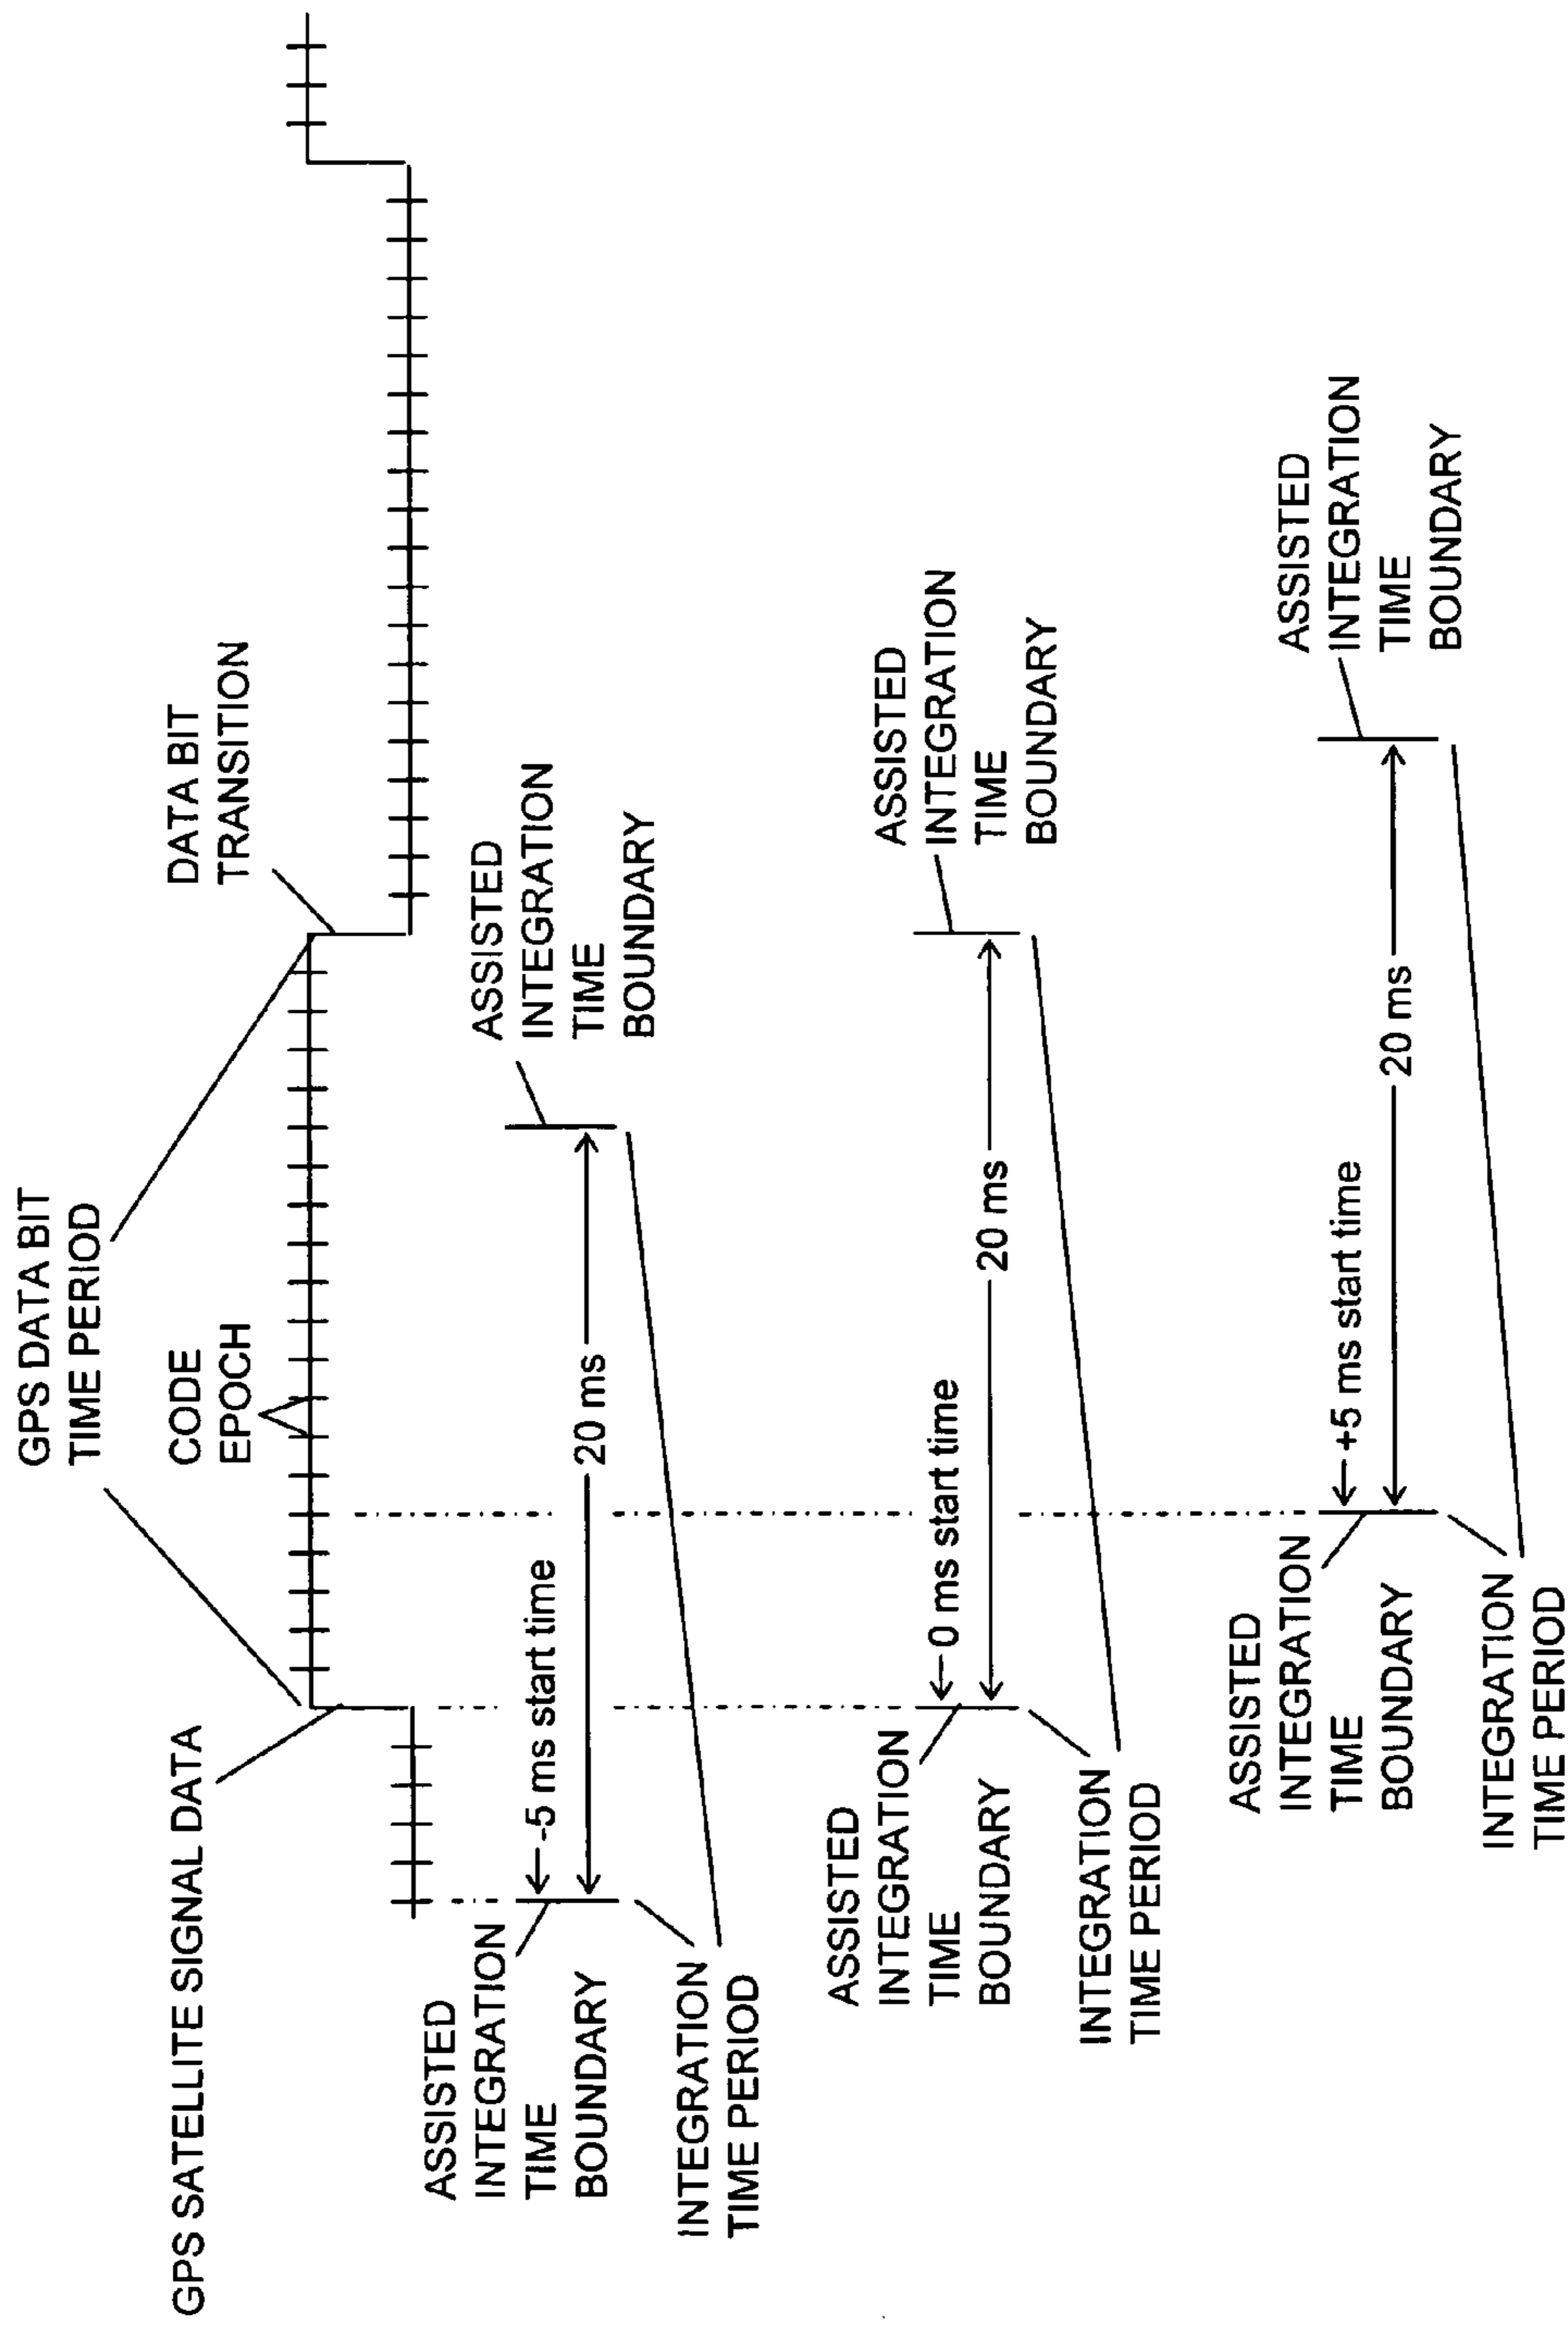 GPS DATA BIT
TIME PERIOD
GPS SATELLITE SIGNAL DATA
CODE
EPOCH
DATA BIT
TRANSITION
ASSISTED
INTEGRATION
TIME
BOUNDARY
-5 ms start time
20 ms
ASSISTED
INTEGRATION
TIME
BOUNDARY
INTEGRATION
TIME PERIOD
ASSISTED
INTEGRATION
TIME
BOUNDARY
0 ms start time
20 ms
ASSISTED
INTEGRATION
TIME
BOUNDARY
INTEGRATION
TIME PERIOD
ASSISTED
INTEGRATION
TIME
BOUNDARY
+5 ms start time
20 ms
ASSISTED
INTEGRATION
TIME
BOUNDARY
INTEGRATION
TIME PERIOD